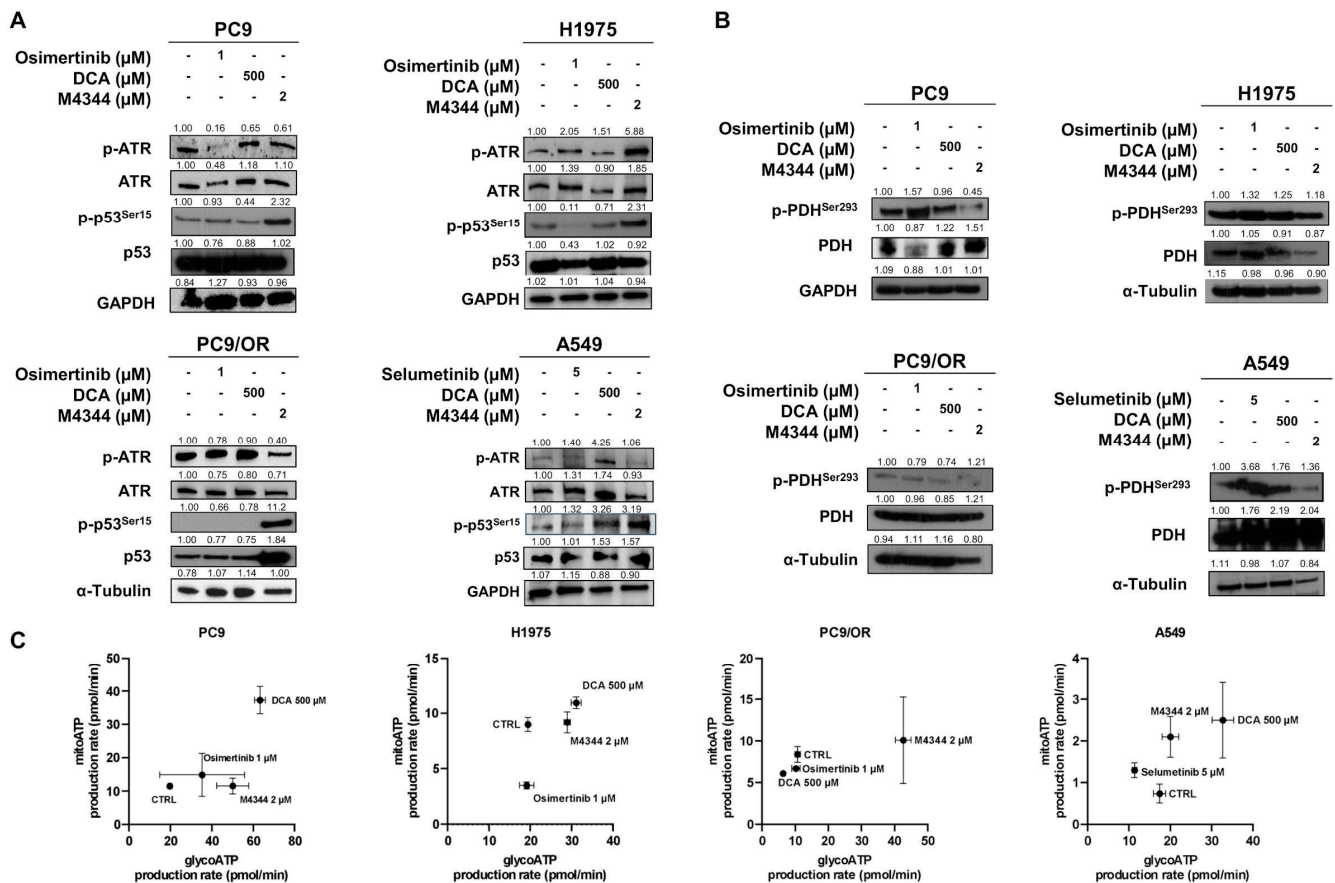 A
PC9
Osimertinib (µM) - 1 - -
DCA (µM) - - 500 -
M4344 (µM) - - - 2
1.00 0.16 0.65 0.61
p-ATR
1.00 0.48 1.18 1.10
ATR
1.00 0.93 0.44 2.32
p-p53Ser15
1.00 0.76 0.88 1.02
p53
0.84 1.27 0.93 0.96
GAPDH
H1975
Osimertinib (µM) - 1 - -
DCA (µM) - - 500 -
M4344 (µM) - - - 2
1.00 2.05 1.51 5.88
p-ATR
1.00 1.39 0.90 1.85
ATR
1.00 0.11 0.71 2.31
p-p53Ser15
1.00 0.43 1.02 0.92
p53
1.02 1.01 1.04 0.94
GAPDH
PC9/OR
Osimertinib (µM) - 1 - -
DCA (µM) - - 500 -
M4344 (µM) - - - 2
1.00 0.78 0.90 0.40
p-ATR
1.00 0.75 0.80 0.71
ATR
1.00 0.66 0.78 11.2
p-p53Ser15
1.00 0.77 0.75 1.84
p53
0.78 1.07 1.14 1.00
α-Tubulin
A549
Selumetinib (µM) - 5 - -
DCA (µM) - - 500 -
M4344 (µM) - - - 2
1.00 1.40 4.25 1.06
p-ATR
1.00 1.31 1.74 0.93
ATR
1.00 1.32 3.26 3.19
p-p53Ser15
1.00 1.01 1.53 1.57
p53
1.07 1.15 0.88 0.90
GAPDH
B
PC9
Osimertinib (µM) - 1 - -
DCA (µM) - - 500 -
M4344 (µM) - - - 2
1.00 1.57 0.96 0.45
p-PDHSer293
1.00 0.87 1.22 1.51
PDH
1.09 0.88 1.01 1.01
GAPDH
H1975
Osimertinib (µM) - 1 - -
DCA (µM) - - 500 -
M4344 (µM) - - - 2
1.00 1.32 1.25 1.18
p-PDHSer293
1.00 1.05 0.91 0.87
PDH
1.15 0.98 0.96 0.90
α-Tubulin
PC9/OR
Osimertinib (µM) - 1 - -
DCA (µM) - - 500 -
M4344 (µM) - - - 2
1.00 0.79 0.74 1.21
p-PDHSer293
1.00 0.96 0.85 1.21
PDH
0.94 1.11 1.16 0.80
α-Tubulin
A549
Selumetinib (µM) - 5 - -
DCA (µM) - - 500 -
M4344 (µM) - - - 2
1.00 3.68 1.76 1.36
p-PDHSer293
1.00 1.76 2.19 2.04
PDH
1.11 0.98 1.07 0.84
α-Tubulin
C
PC9
mitoATP
production rate (pmol/min)
50
40
30
20
10
0
DCA 500 µM
Osimertinib 1 µM
CTRL
M4344 2 µM
0 20 40 60 80
glycoATP
production rate (pmol/min)
H1975
mitoATP
production rate (pmol/min)
15
10
5
0
DCA 500 µM
CTRL
M4344 2 µM
Osimertinib 1 µM
0 10 20 30 40
glycoATP
production rate (pmol/min)
PC9/OR
mitoATP
production rate (pmol/min)
20
15
10
5
0
M4344 2 µM
CTRL
Osimertinib 1 µM
DCA 500 µM
0 10 20 30 40 50
glycoATP
production rate (pmol/min)
A549
mitoATP
production rate (pmol/min)
4
3
2
1
0
M4344 2 µM
DCA 500 µM
Selumetinib 5 µM
CTRL
0 10 20 30 40
glycoATP
production rate (pmol/min)